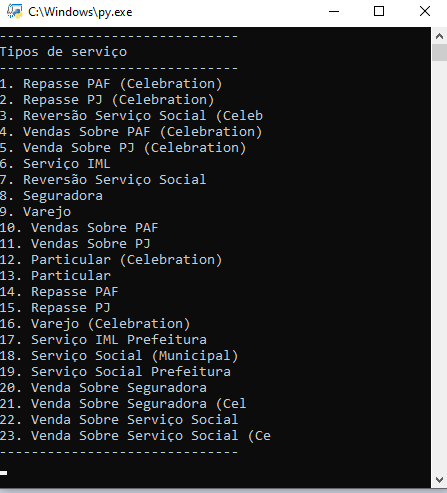 C:\Windows\py.exe
------------------------------
Tipos de serviço
------------------------------
1. Repasse PAF (Celebration)
2. Repasse PJ (Celebration)
3. Reversão Serviço Social (Celeb
4. Vendas Sobre PAF (Celebration)
5. Venda Sobre PJ (Celebration)
6. Serviço IML
7. Reversão Serviço Social
8. Seguradora
9. Varejo
10. Vendas Sobre PAF
11. Vendas Sobre PJ
12. Particular (Celebration)
13. Particular
14. Repasse PAF
15. Repasse PJ
16. Varejo (Celebration)
17. Serviço IML Prefeitura
18. Serviço Social (Municipal)
19. Serviço Social Prefeitura
20. Venda Sobre Seguradora
21. Venda Sobre Seguradora (Cel
22. Venda Sobre Serviço Social
23. Venda Sobre Serviço Social (Ce
------------------------------